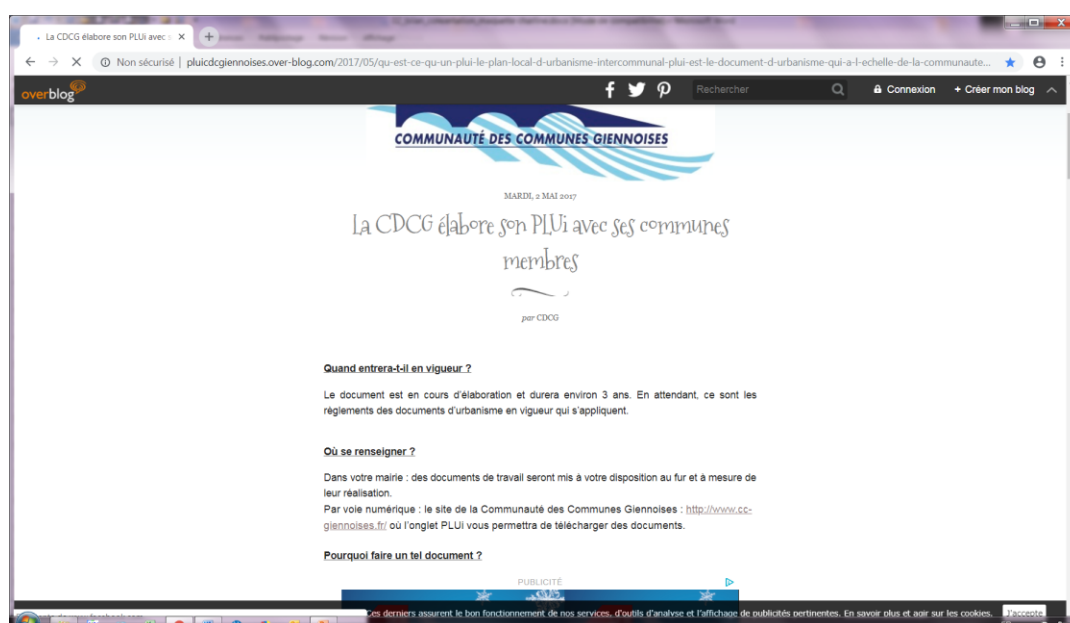 La CDCG élabore son PLUi avec s
Non sécurisé | pluicdcgiennoises.over-blog.com/2017/05/qu-est-ce-qu-un-plui-le-plan-local-d-urbanisme-intercommunal-plui-est-le-document-d-urbanisme-qui-a-l-echelle-de-la-communaute...
overblog
Rechercher
Connexion
+ Créer mon blog
COMMUNAUTÉ DES COMMUNES GIENNOISES
MARDI, 2 MAI 2017
La CDCG élabore son PLUi avec ses communes
membres
par CDCG
Quand entrera-t-il en vigueur ?
Le document est en cours d'élaboration et durera environ 3 ans. En attendant, ce sont les
règlements des documents d'urbanisme en vigueur qui s'appliquent.
Où se renseigner ?
Dans votre mairie : des documents de travail seront mis à votre disposition au fur et à mesure de
leur réalisation.
Par voie numérique : le site de la Communauté des Communes Giennoises : http://www.cc-
giennoises.fr/ où l'onglet PLUi vous permettra de télécharger des documents.
Pourquoi faire un tel document ?
PUBLICITÉ
Ces derniers assurent le bon fonctionnement de nos services, d'outils d'analyse et l'affichage de publicités pertinentes. En savoir plus et agir sur les cookies.
J'accepte